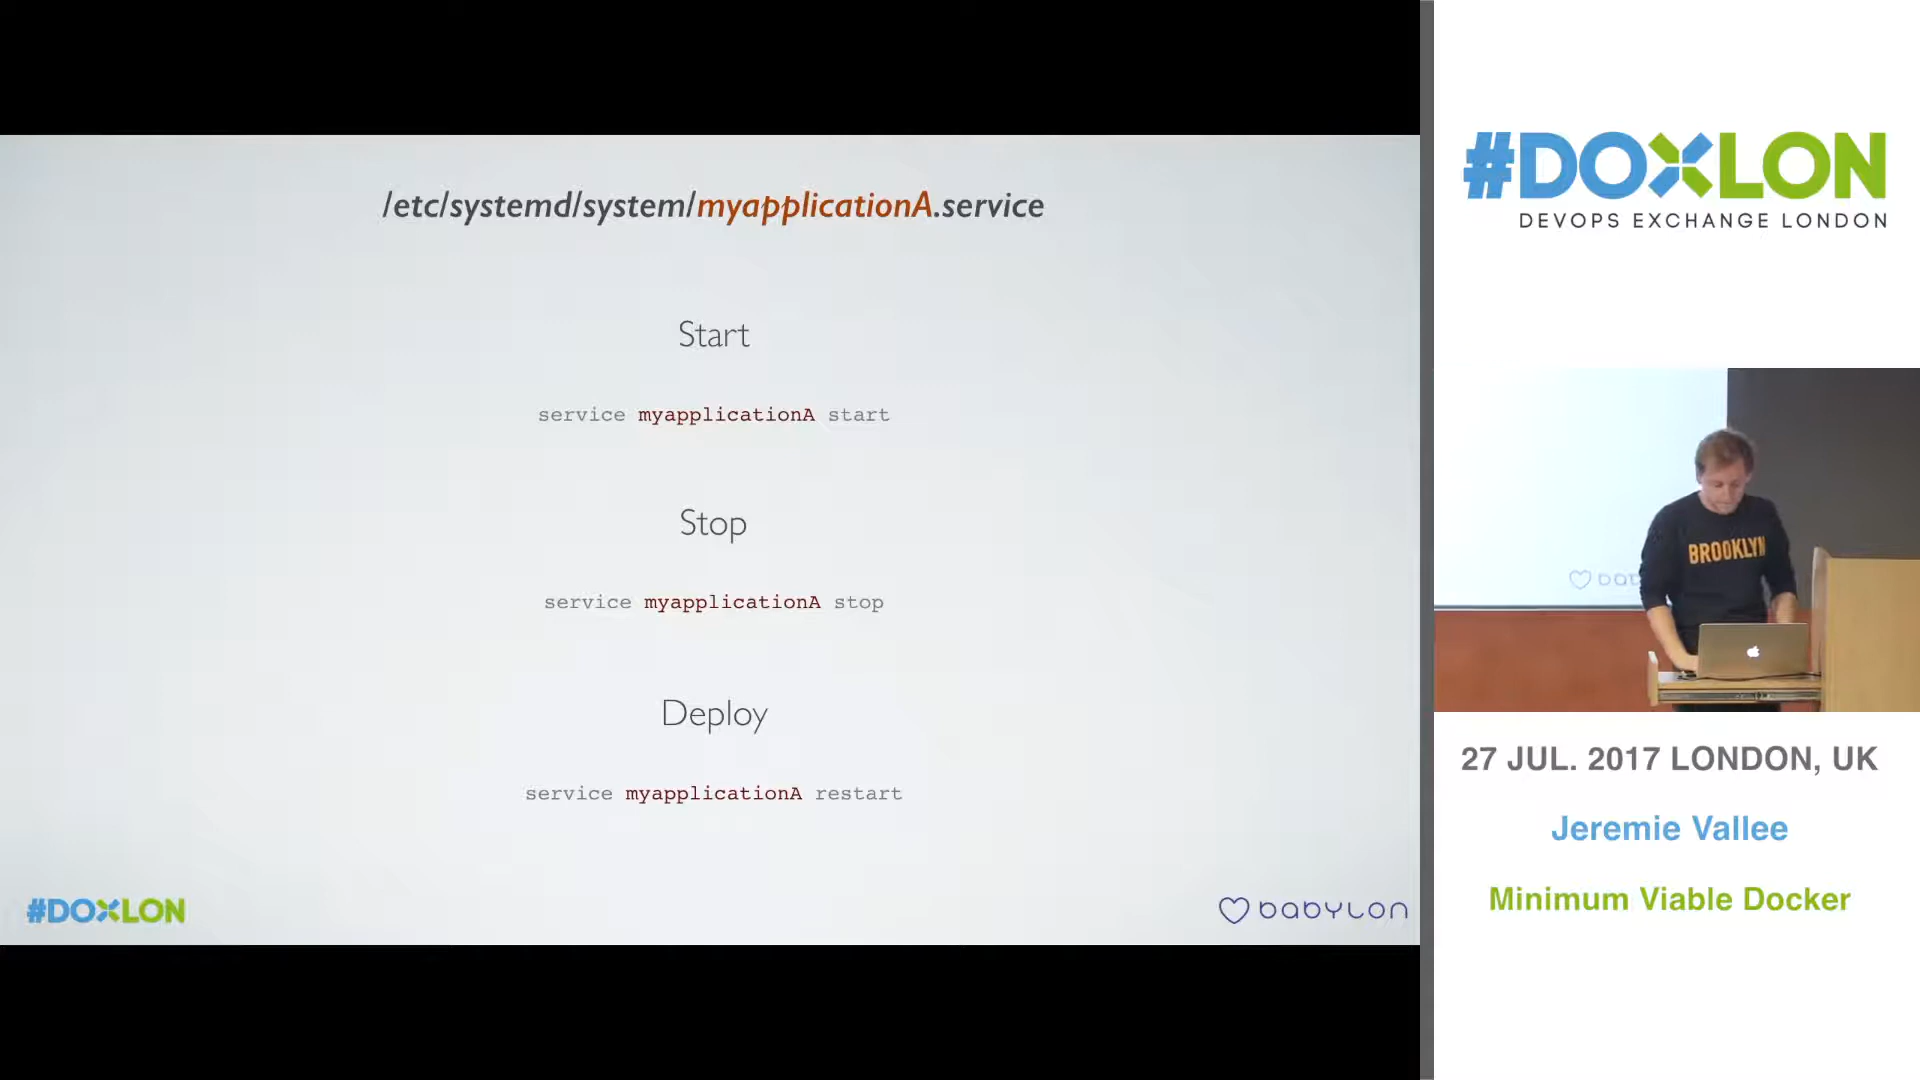 /etc/systemd/system/myapplicationA.service
Start
service myapplicationA start
Stop
service myapplicationA stop
Deploy
service myapplicationA restart
#DOXLON
babylon
#DOXLON
DEVOPS EXCHANGE LONDON
BROOKLYN
27 JUL. 2017 LONDON, UK
Jeremie Vallee
Minimum Viable Docker